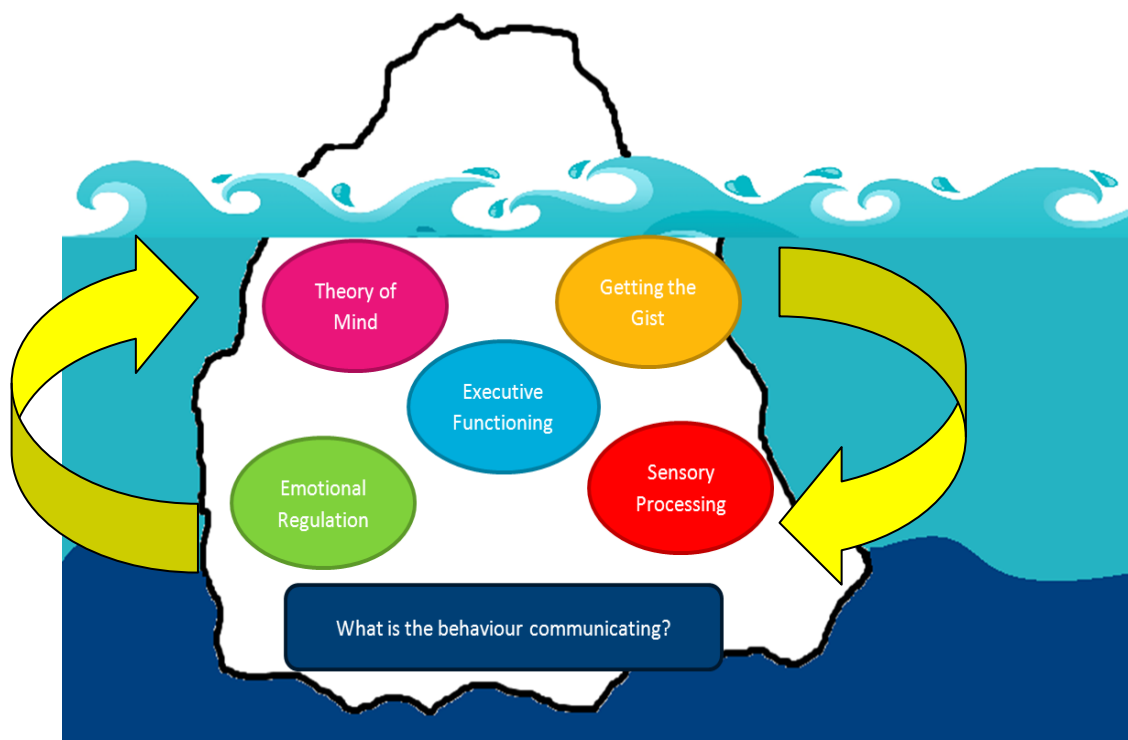 Theory of
Mind
Getting the
Gist
Executive
Functioning
Emotional
Regulation
Sensory
Processing
What is the behaviour communicating?